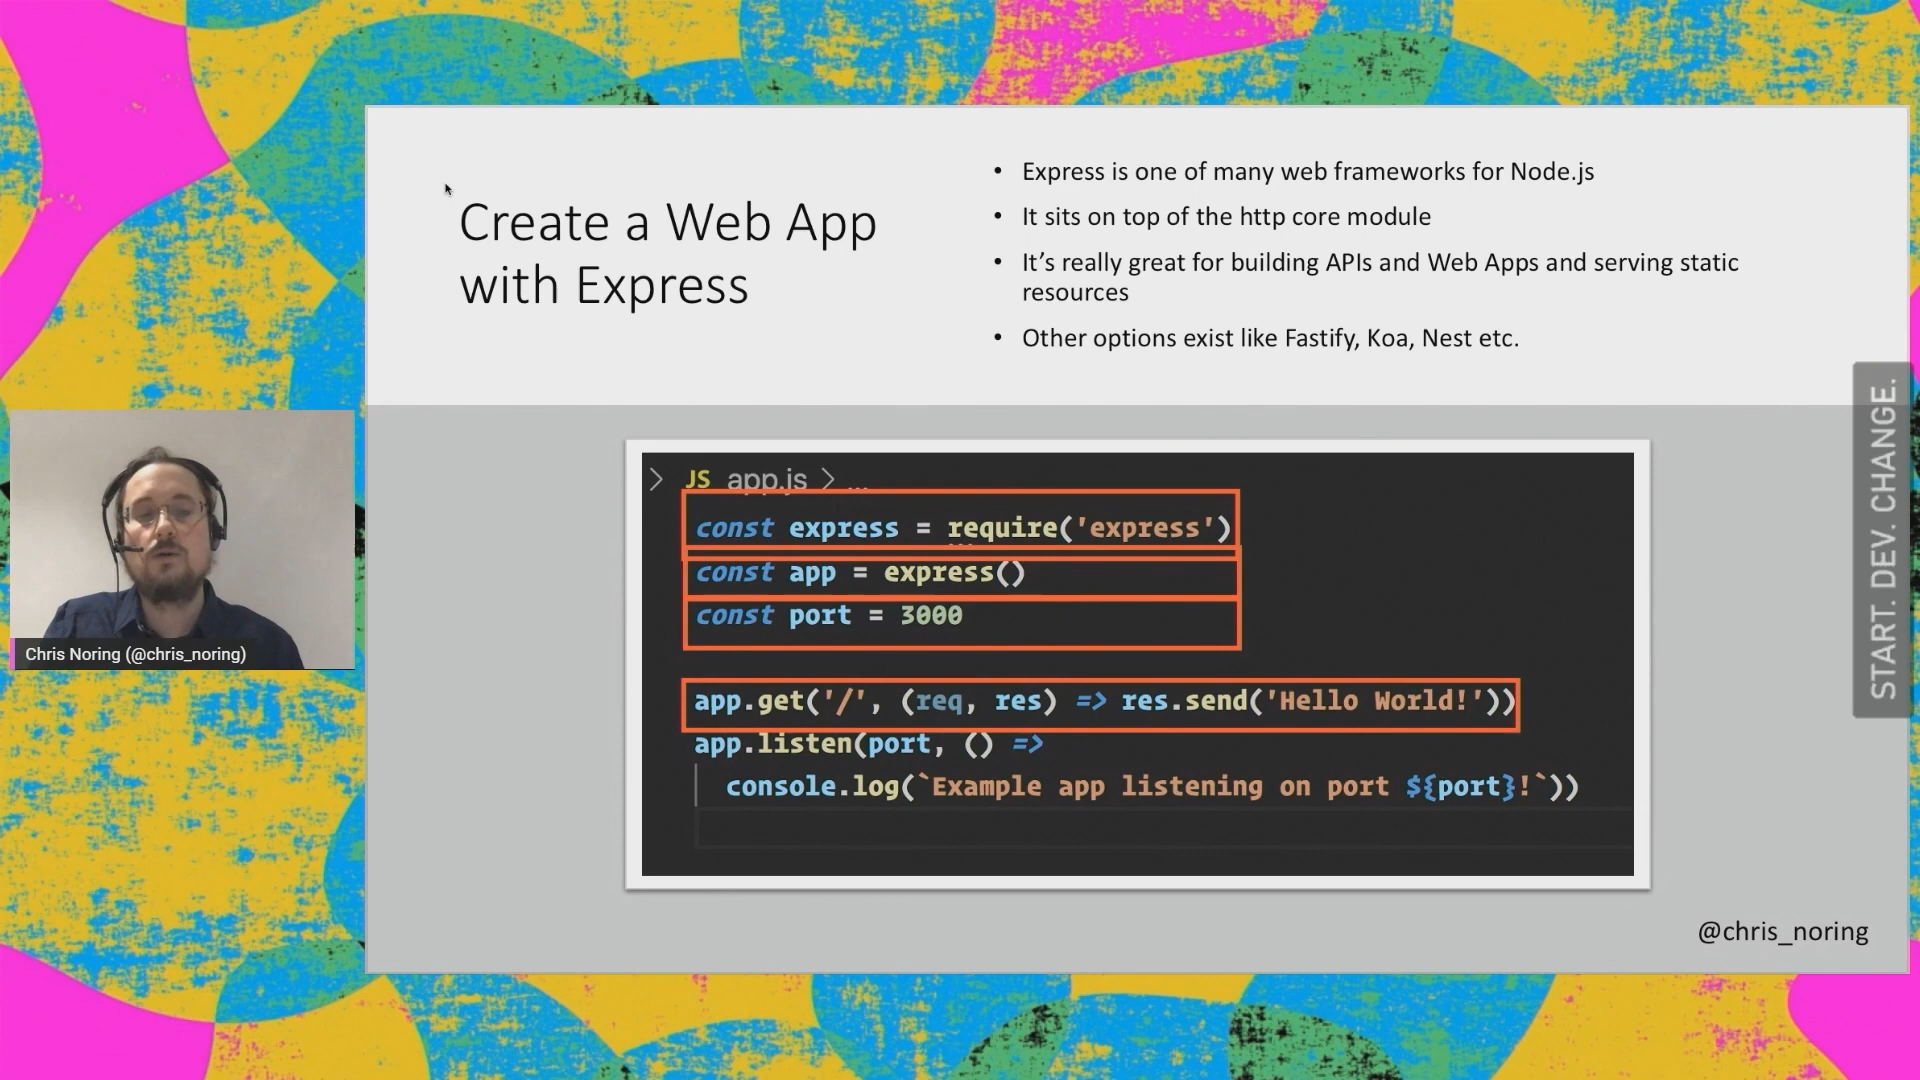 Create a Web App
with Express
• Express is one of many web frameworks for Node.js
• It sits on top of the http core module
• It’s really great for building APIs and Web Apps and serving static
resources
• Other options exist like Fastify, Koa, Nest etc.
JS app.js > ...
const express = require('express')
const app = express()
const port = 3000
app.get('/', (req, res) => res.send('Hello World!'))
app.listen(port, () =>
console.log(`Example app listening on port ${port}!`))
@chris_noring
Chris Noring (@chris_noring)
START. DEV. CHANGE.